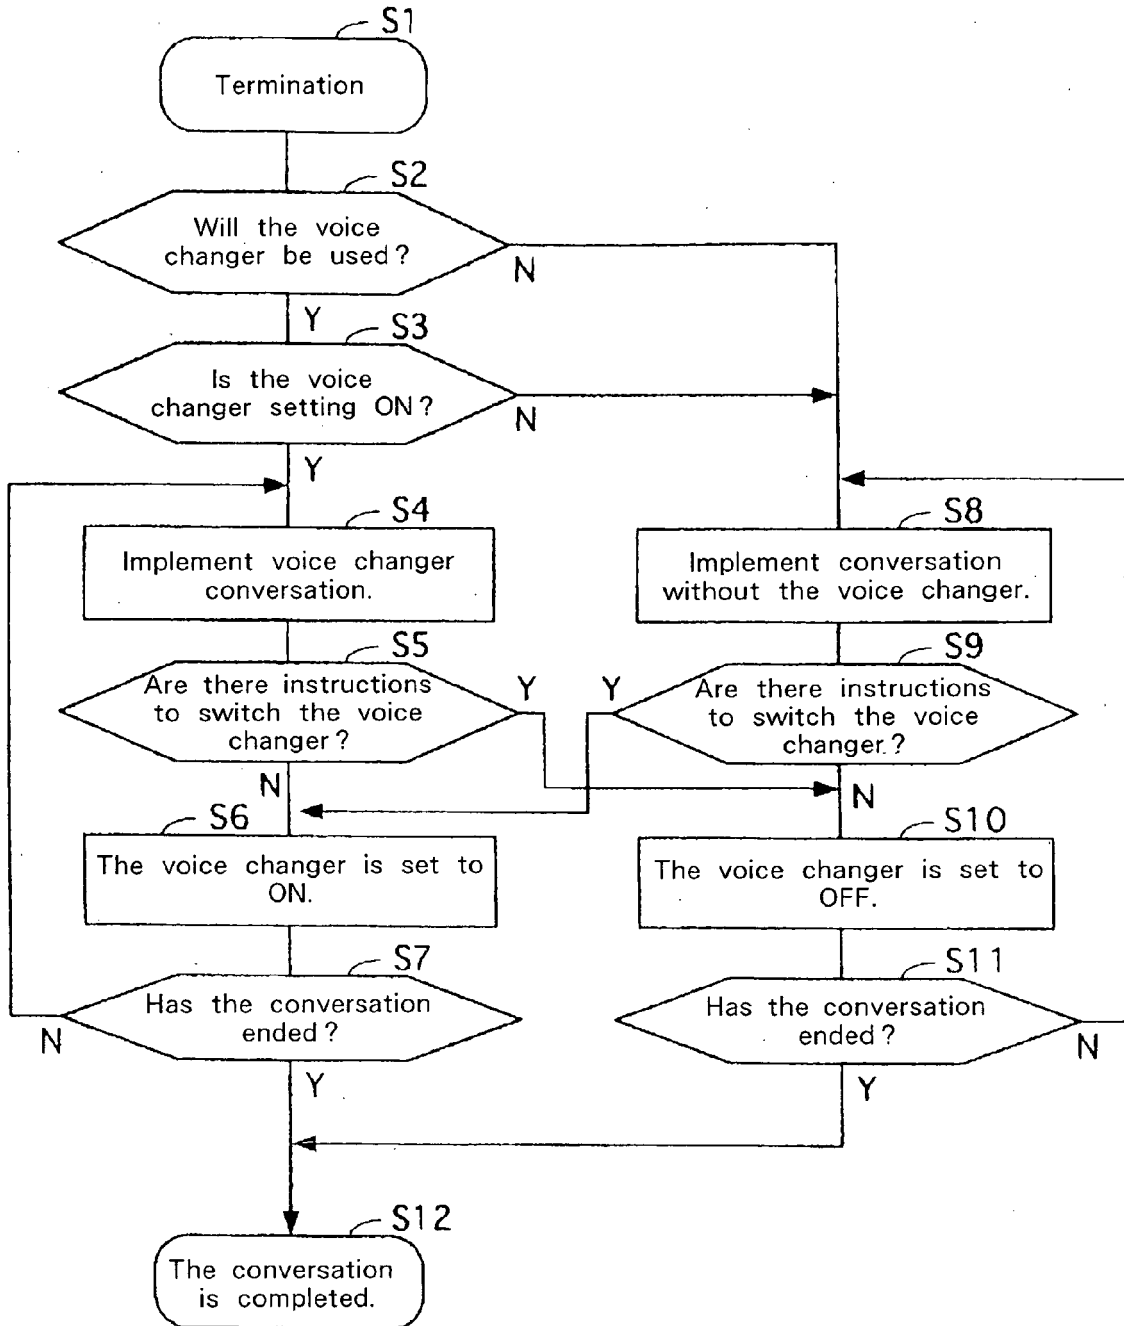 S1
Termination
S2
Will the voice
changer be used?
N
Y
S3
Is the voice
changer setting ON?
N
Y
S4
Implement voice changer
conversation.
S8
Implement conversation
without the voice changer.
S5
Are there instructions
to switch the voice
changer?
Y
N
S9
Are there instructions
to switch the voice
changer.?
Y
N
S6
The voice changer is set to
ON.
S10
The voice changer is set to
OFF.
S7
Has the conversation
ended?
N
Y
S11
Has the conversation
ended?
N
Y
S12
The conversation
is completed.